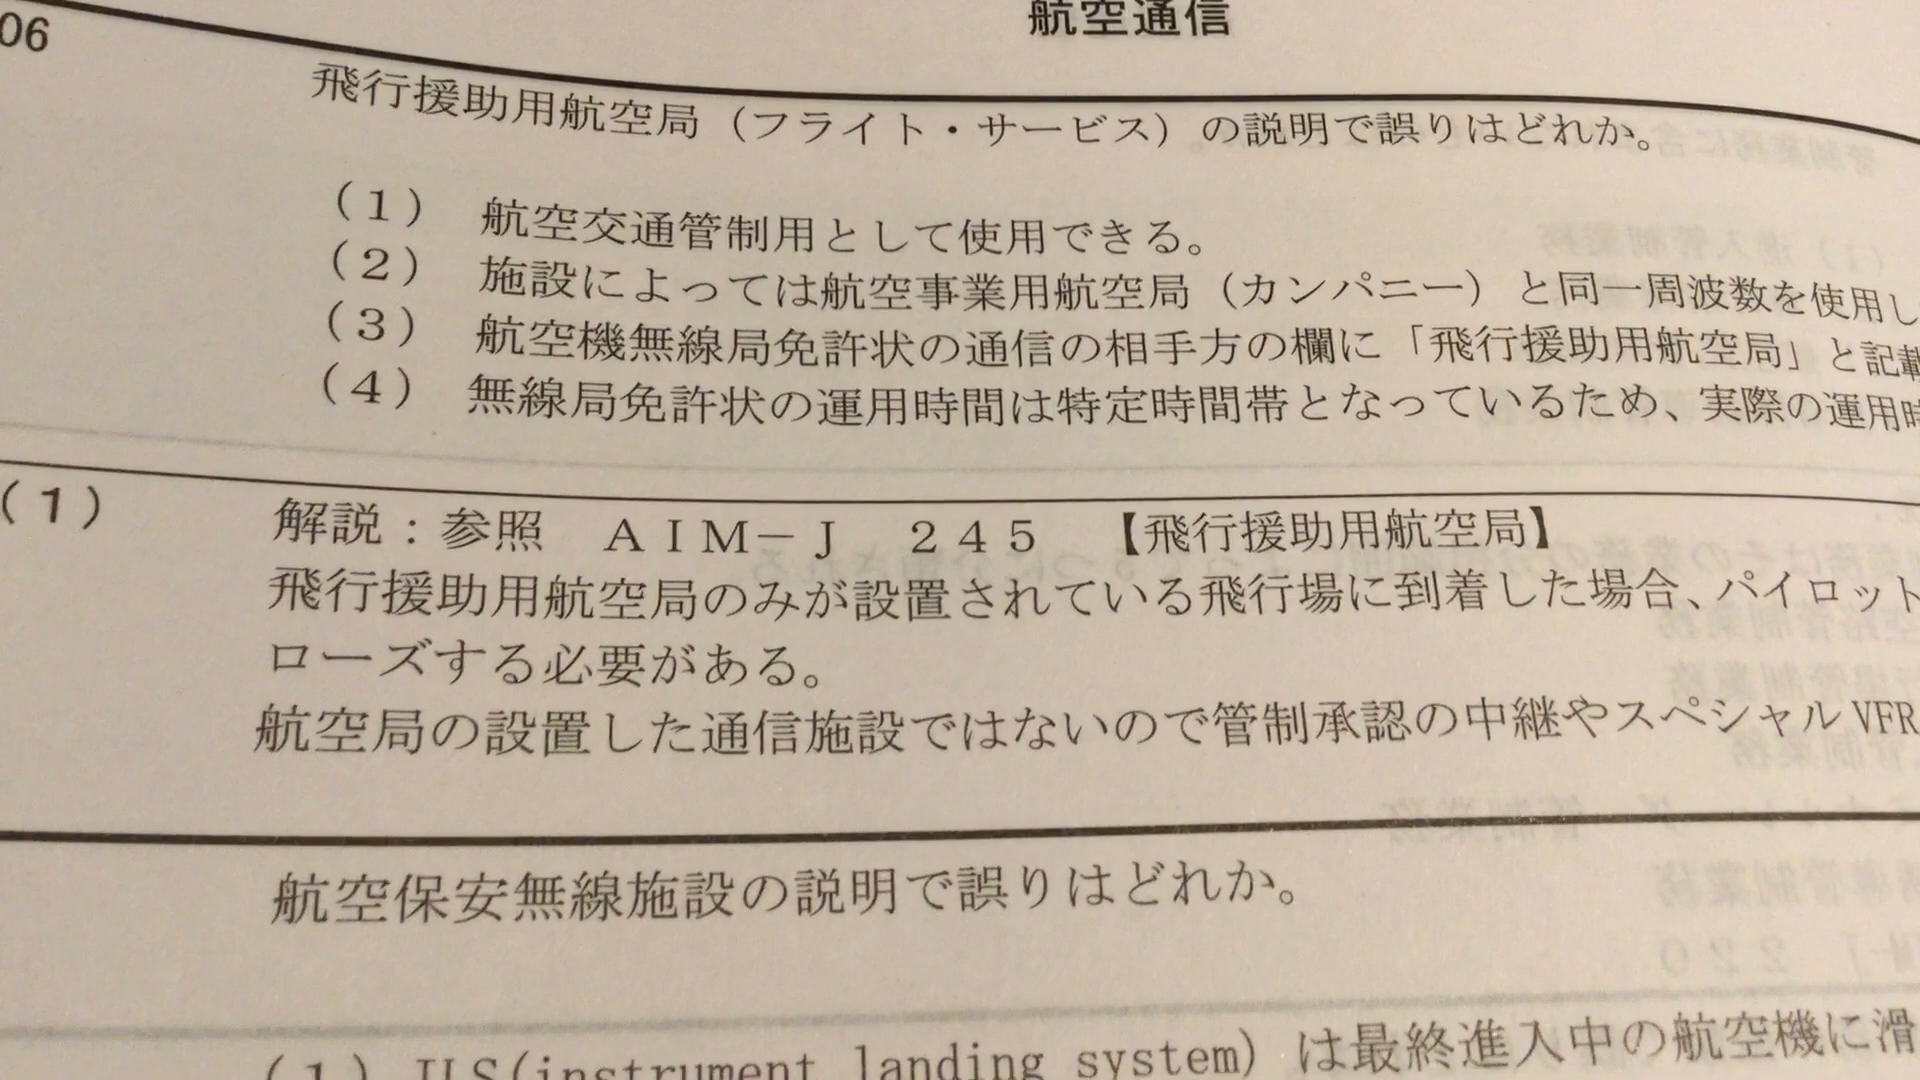 航空通信
06
飛行援助用航空局（フライト・サービス）の説明で誤りはどれか。
（１） 航空交通管制用として使用できる。
（２） 施設によっては航空事業用航空局（カンパニー）と同一周波数を使用し
（３） 航空機無線局免許状の通信の相手方の欄に「飛行援助用航空局」と記載
（４） 無線局免許状の運用時間は特定時間帯となっているため、実際の運用時
（１） 解説：参照　ＡＩＭ－Ｊ　２４５　【飛行援助用航空局】
飛行援助用航空局のみが設置されている飛行場に到着した場合、パイロット
ローズする必要がある。
航空局の設置した通信施設ではないので管制承認の中継やスペシャルVFR
航空保安無線施設の説明で誤りはどれか。
（１）ILS(instrument landing system) は最終進入中の航空機に滑